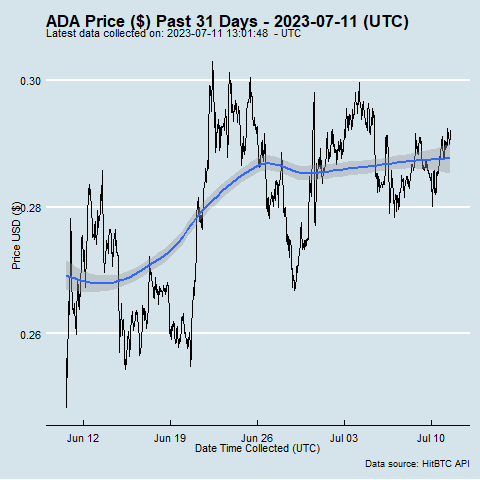 ADA Price ($) Past 31 Days - 2023-07-11 (UTC)
Latest data collected on: 2023-07-11 13:01:48 - UTC
0.30
0.28
0.26
Price USD ($)
Jun 12 Jun 19 Jun 26 Jul 03 Jul 10
Date Time Collected (UTC)
Data source: HitBTC API